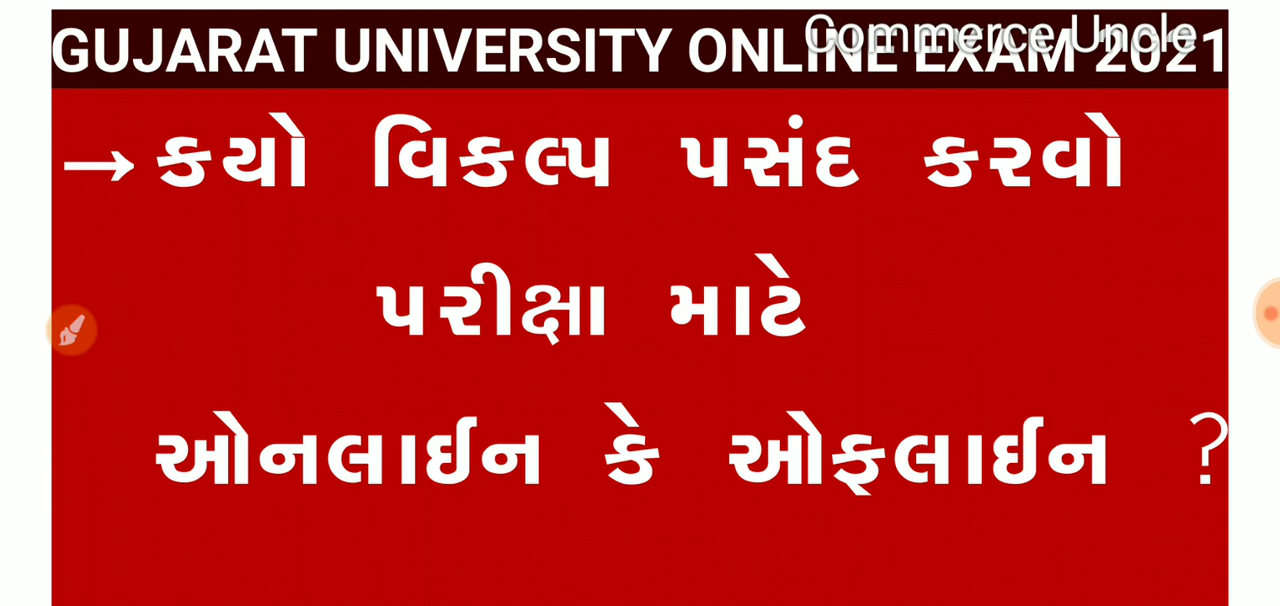 GUJARAT UNIVERSITY ONLINE EXAM 2021
Commerce Uncle
→ કયો વિકલ્પ પસંદ કરવો
પરીક્ષા માટે
ઓનલાઈન કે ઓફલાઈન ?